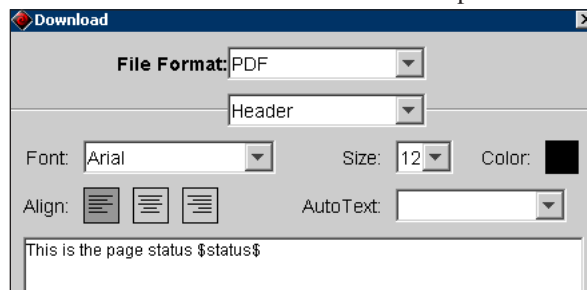 Download
File Format: PDF
Header
Font: Arial Size: 12 Color:
Align: AutoText:
This is the page status $status$